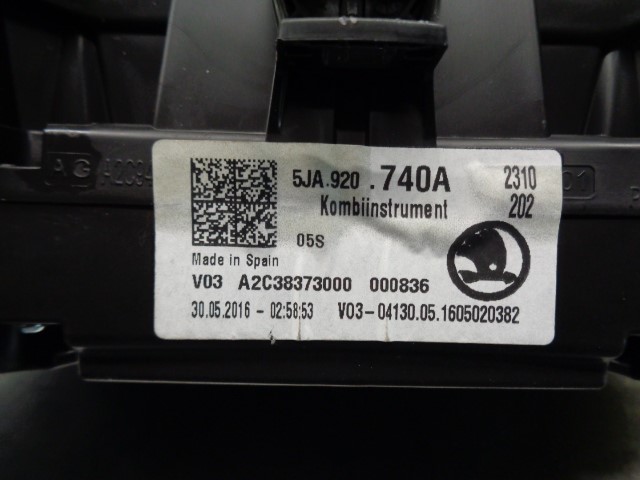 AG
5JA.920 .740A 2310
Kombiinstrument 202
05S
Made in Spain
V03 A2C38373000 000836
30.05.2016 - 02:58:53 V03-04130.05.1605020382